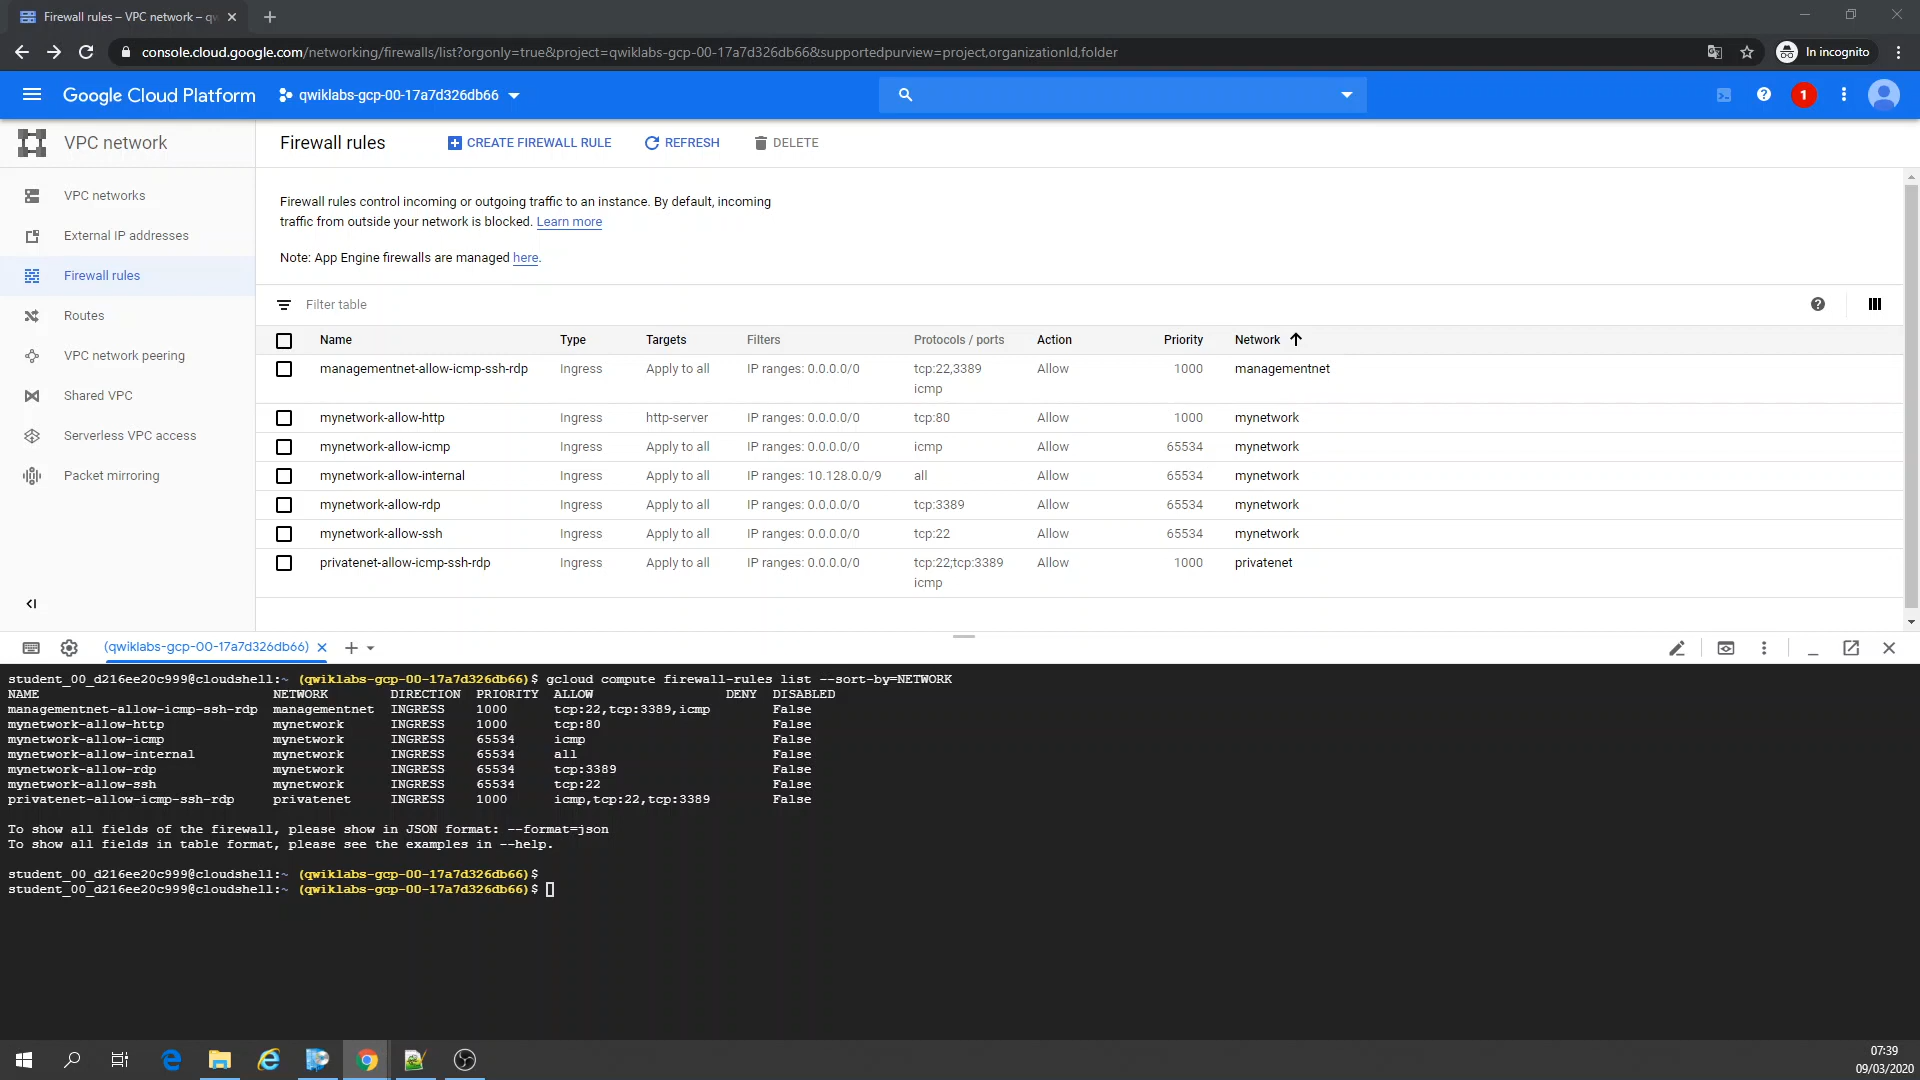 Firewall rules – VPC network – qw
console.cloud.google.com/networking/firewalls/list?orgonly=true&project=qwiklabs-gcp-00-17a7d326db66&supportedpurview=project,organizationId,folder
In incognito
Google Cloud Platform
qwiklabs-gcp-00-17a7d326db66
1
VPC network
Firewall rules
CREATE FIREWALL RULE
REFRESH
DELETE
VPC networks
External IP addresses
Firewall rules
Routes
VPC network peering
Shared VPC
Serverless VPC access
Packet mirroring
Firewall rules control incoming or outgoing traffic to an instance. By default, incoming
traffic from outside your network is blocked. Learn more
Note: App Engine firewalls are managed here.
Filter table
Name Type Targets Filters Protocols / ports Action Priority Network
managementnet-allow-icmp-ssh-rdp Ingress Apply to all IP ranges: 0.0.0.0/0 tcp:22,3389 Allow 1000 managementnet
icmp
mynetwork-allow-http Ingress http-server IP ranges: 0.0.0.0/0 tcp:80 Allow 1000 mynetwork
mynetwork-allow-icmp Ingress Apply to all IP ranges: 0.0.0.0/0 icmp Allow 65534 mynetwork
mynetwork-allow-internal Ingress Apply to all IP ranges: 10.128.0.0/9 all Allow 65534 mynetwork
mynetwork-allow-rdp Ingress Apply to all IP ranges: 0.0.0.0/0 tcp:3389 Allow 65534 mynetwork
mynetwork-allow-ssh Ingress Apply to all IP ranges: 0.0.0.0/0 tcp:22 Allow 65534 mynetwork
privatenet-allow-icmp-ssh-rdp Ingress Apply to all IP ranges: 0.0.0.0/0 tcp:22;tcp:3389 Allow 1000 privatenet
icmp
(qwiklabs-gcp-00-17a7d326db66)
student_00_d216ee20c999@cloudshell:~ (qwiklabs-gcp-00-17a7d326db66)$ gcloud compute firewall-rules list --sort-by=NETWORK
NAME NETWORK DIRECTION PRIORITY ALLOW DENY DISABLED
managementnet-allow-icmp-ssh-rdp managementnet INGRESS 1000 tcp:22,tcp:3389,icmp False
mynetwork-allow-http mynetwork INGRESS 1000 tcp:80 False
mynetwork-allow-icmp mynetwork INGRESS 65534 icmp False
mynetwork-allow-internal mynetwork INGRESS 65534 all False
mynetwork-allow-rdp mynetwork INGRESS 65534 tcp:3389 False
mynetwork-allow-ssh mynetwork INGRESS 65534 tcp:22 False
privatenet-allow-icmp-ssh-rdp privatenet INGRESS 1000 icmp,tcp:22,tcp:3389 False
To show all fields of the firewall, please show in JSON format: --format=json
To show all fields in table format, please see the examples in --help.
student_00_d216ee20c999@cloudshell:~ (qwiklabs-gcp-00-17a7d326db66)$
student_00_d216ee20c999@cloudshell:~ (qwiklabs-gcp-00-17a7d326db66)$
07:39
09/03/2020